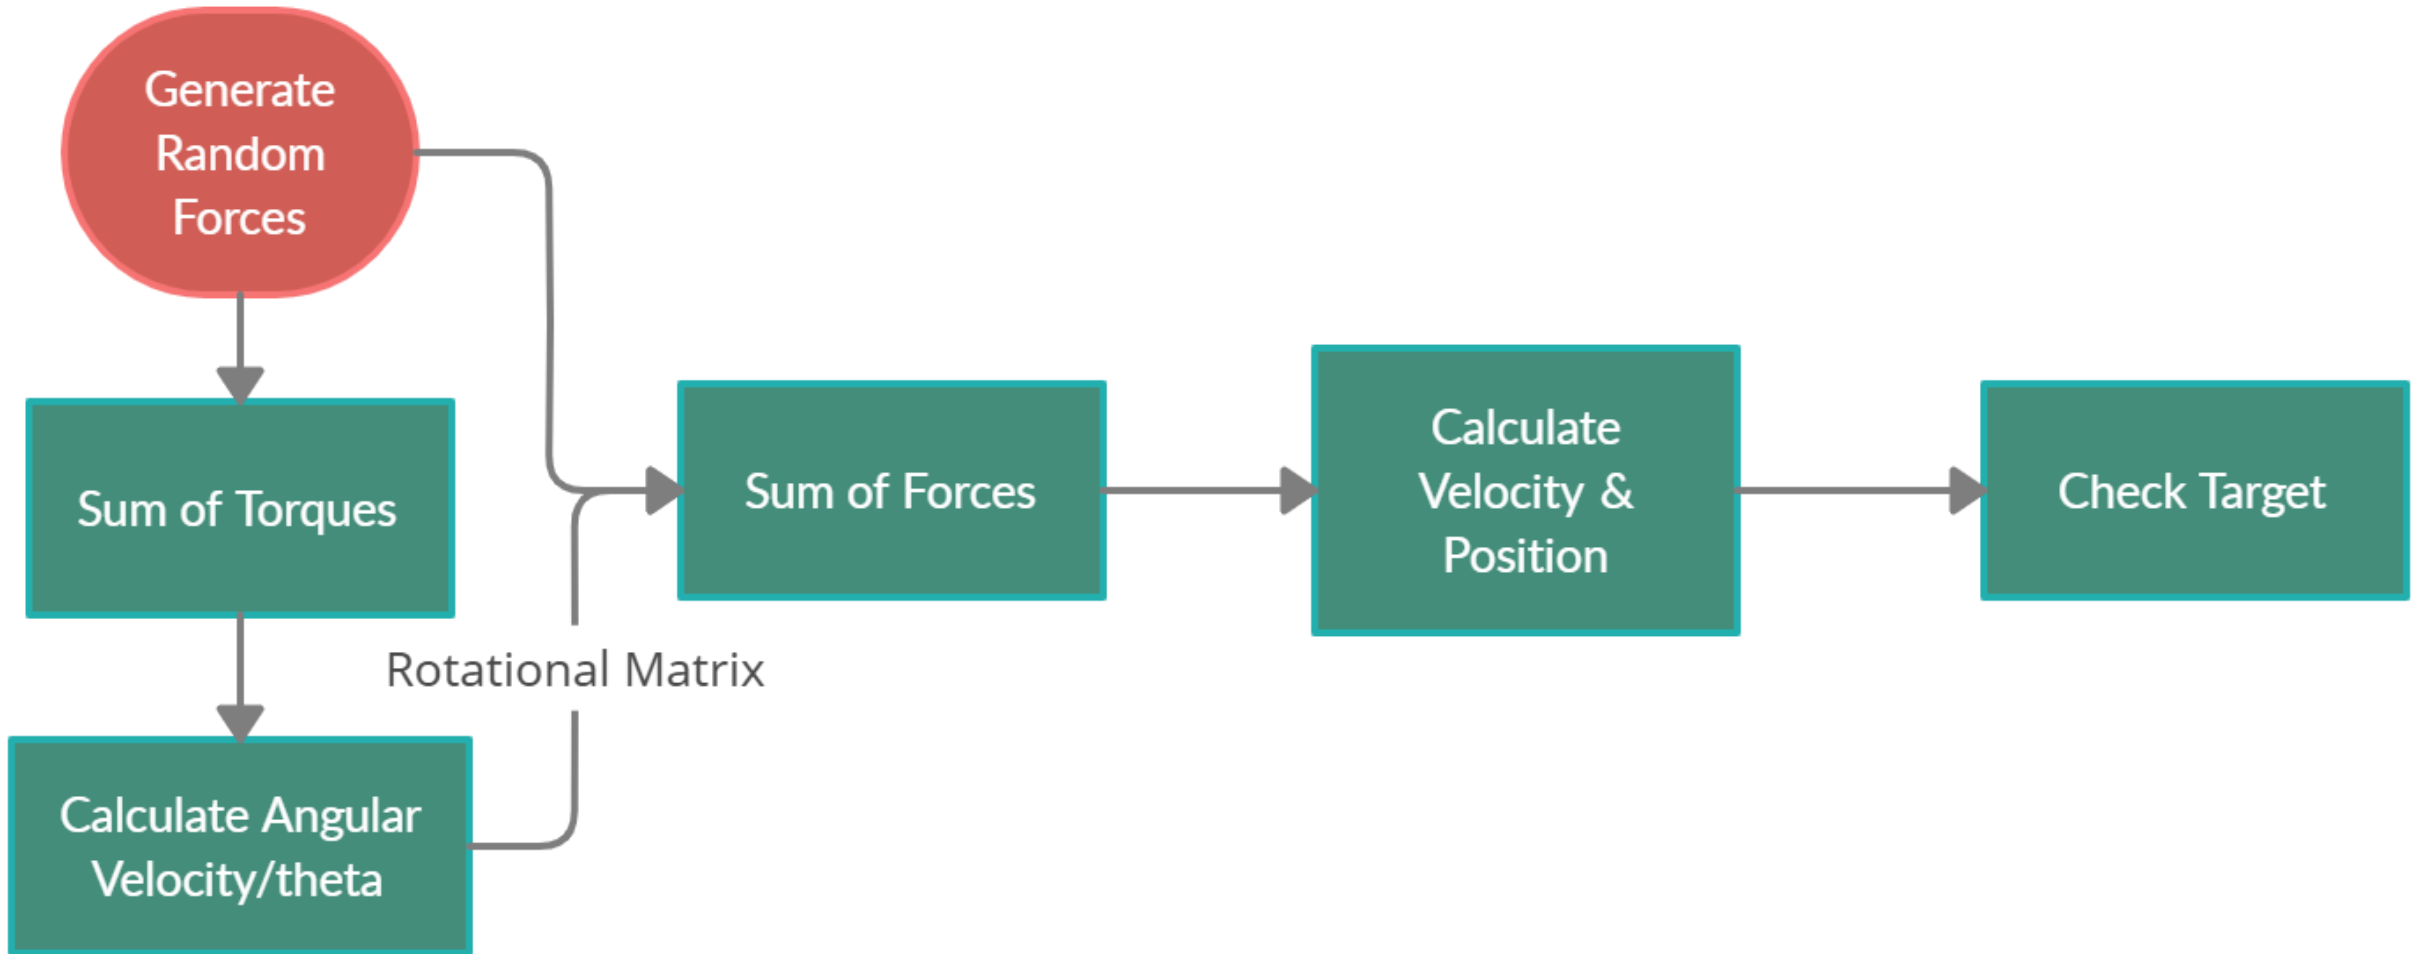 Generate
Random
Forces
Sum of Torques
Rotational Matrix
Calculate Angular
Velocity/theta
Sum of Forces
Calculate
Velocity &
Position
Check Target